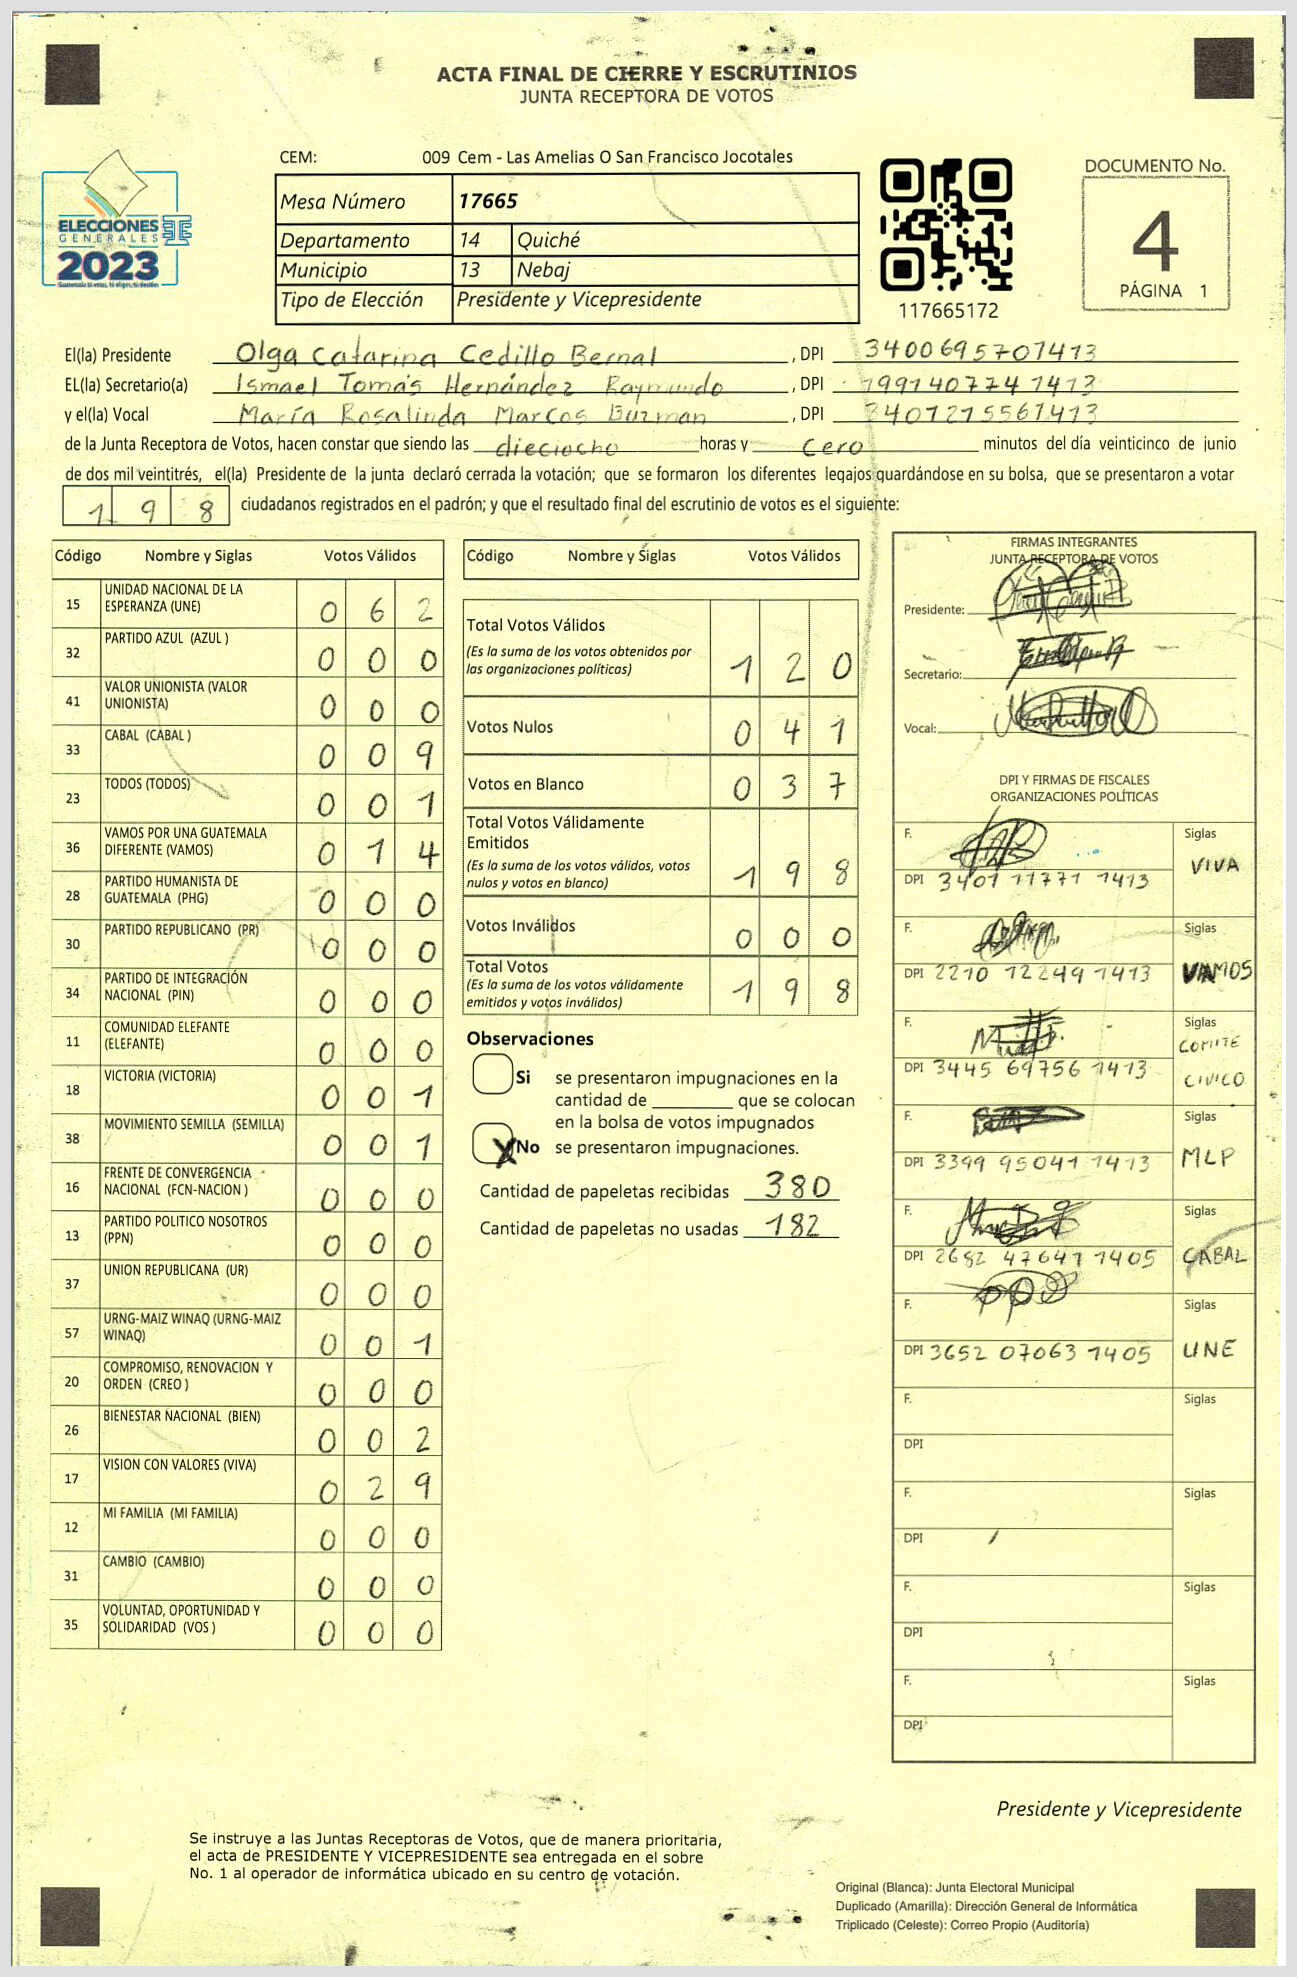 ACTA FINAL DE CIERRE Y ESCRUTINIOS
JUNTA RECEPTORA DE VOTOS
CEM: 009 Cem - Las Amelias O San Francisco Jocotales
Mesa Número 17665
Departamento 14 Quiché
Municipio 13 Nebaj
Tipo de Elección Presidente y Vicepresidente
ELECCIONES
GENERALES
2023
117665172
DOCUMENTO No.
4
PÁGINA 1
El(la) Presidente Olga Catarina Cedillo Bernal , DPI 3400695707413
EL(la) Secretario(a) Ismael Tomás Hernández Raymundo , DPI 1991407741413
y el(la) Vocal María Rosalinda Marcos Guzman , DPI 3401215561413
de la Junta Receptora de Votos, hacen constar que siendo las dieciocho horas y Cero minutos del día veinticinco de junio
de dos mil veintitrés, el(la) Presidente de la junta declaró cerrada la votación; que se formaron los diferentes legajos guardándose en su bolsa, que se presentaron a votar
1 9 8 ciudadanos registrados en el padrón; y que el resultado final del escrutinio de votos es el siguiente:
Código Nombre y Siglas Votos Válidos
15 UNIDAD NACIONAL DE LA
ESPERANZA (UNE) 0 6 2
32 PARTIDO AZUL (AZUL ) 0 0 0
41 VALOR UNIONISTA (VALOR
UNIONISTA) 0 0 0
33 CABAL (CABAL ) 0 0 9
23 TODOS (TODOS) 0 0 1
36 VAMOS POR UNA GUATEMALA
DIFERENTE (VAMOS) 0 1 4
28 PARTIDO HUMANISTA DE
GUATEMALA (PHG) 0 0 0
30 PARTIDO REPUBLICANO (PR) 0 0 0
34 PARTIDO DE INTEGRACIÓN
NACIONAL (PIN) 0 0 0
11 COMUNIDAD ELEFANTE
(ELEFANTE) 0 0 0
18 VICTORIA (VICTORIA) 0 0 1
38 MOVIMIENTO SEMILLA (SEMILLA) 0 0 1
16 FRENTE DE CONVERGENCIA
NACIONAL (FCN-NACION ) 0 0 0
13 PARTIDO POLITICO NOSOTROS
(PPN) 0 0 0
37 UNION REPUBLICANA (UR) 0 0 0
57 URNG-MAIZ WINAQ (URNG-MAIZ
WINAQ) 0 0 1
20 COMPROMISO, RENOVACION Y
ORDEN (CREO ) 0 0 0
26 BIENESTAR NACIONAL (BIEN) 0 0 2
17 VISION CON VALORES (VIVA) 0 2 9
12 MI FAMILIA (MI FAMILIA) 0 0 0
31 CAMBIO (CAMBIO) 0 0 0
35 VOLUNTAD, OPORTUNIDAD Y
SOLIDARIDAD (VOS ) 0 0 0
Código Nombre y Siglas Votos Válidos
Total Votos Válidos
(Es la suma de los votos obtenidos por
las organizaciones políticas) 1 2 0
Votos Nulos 0 4 1
Votos en Blanco 0 3 7
Total Votos Válidamente
Emitidos
(Es la suma de los votos válidos, votos
nulos y votos en blanco) 1 9 8
Votos Inválidos 0 0 0
Total Votos
(Es la suma de los votos válidamente
emitidos y votos inválidos) 1 9 8
Observaciones
Si se presentaron impugnaciones en la
cantidad de ________ que se colocan
en la bolsa de votos impugnados
X No se presentaron impugnaciones.
Cantidad de papeletas recibidas 380
Cantidad de papeletas no usadas 182
FIRMAS INTEGRANTES
JUNTA RECEPTORA DE VOTOS
Presidente:
Secretario:
Vocal:
DPI Y FIRMAS DE FISCALES
ORGANIZACIONES POLÍTICAS
F. Siglas
DPI 3401 11771 1413 VIVA
F. Siglas
DPI 2210 12249 1413 VAMOS
F. Siglas
COMITE
DPI 3445 69756 1413 CIVICO
F. Siglas
DPI 3399 95041 1413 MLP
F. Siglas
DPI 2682 47641 1405 CABAL
F. Siglas
DPI 3652 07063 1405 UNE
F. Siglas
DPI
F. Siglas
DPI
F. Siglas
DPI
F. Siglas
DPI
Presidente y Vicepresidente
Se instruye a las Juntas Receptoras de Votos, que de manera prioritaria,
el acta de PRESIDENTE Y VICEPRESIDENTE sea entregada en el sobre
No. 1 al operador de informática ubicado en su centro de votación.
Original (Blanca): Junta Electoral Municipal
Duplicado (Amarilla): Dirección General de Informática
Triplicado (Celeste): Correo Propio (Auditoría)